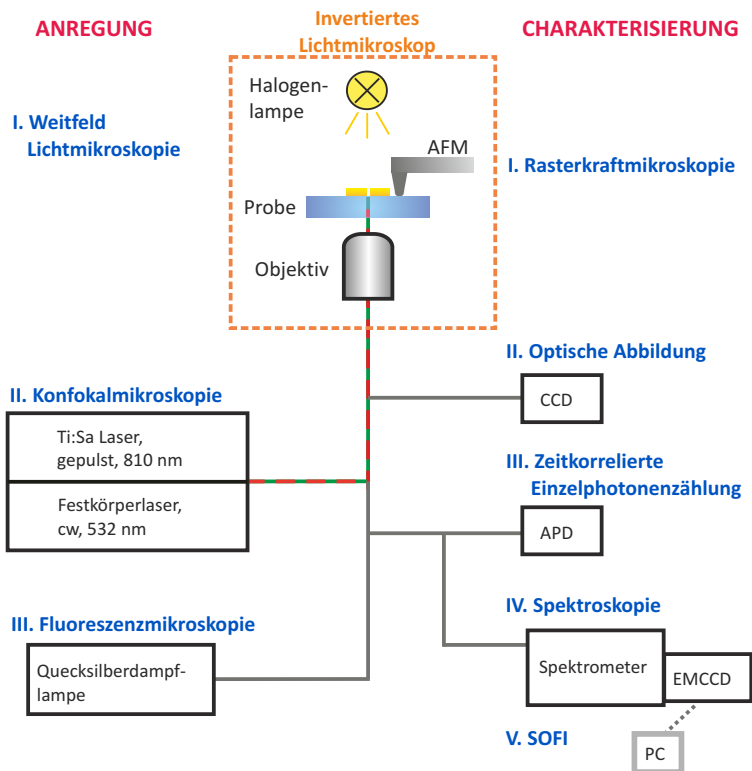 ANREGUNG
Invertiertes
Lichtmikroskop
CHARAKTERISIERUNG
Halogen-
lampe
I. Weitfeld
Lichtmikroskopie
AFM
I. Rasterkraftmikroskopie
Probe
Objektiv
II. Optische Abbildung
CCD
II. Konfokalmikroskopie
Ti:Sa Laser,
gepulst, 810 nm
Festkörperlaser,
cw, 532 nm
III. Zeitkorrelierte
Einzelphotonenzählung
APD
III. Fluoreszenzmikroskopie
Quecksilberdampf-
lampe
IV. Spektroskopie
Spektrometer
EMCCD
V. SOFI
PC